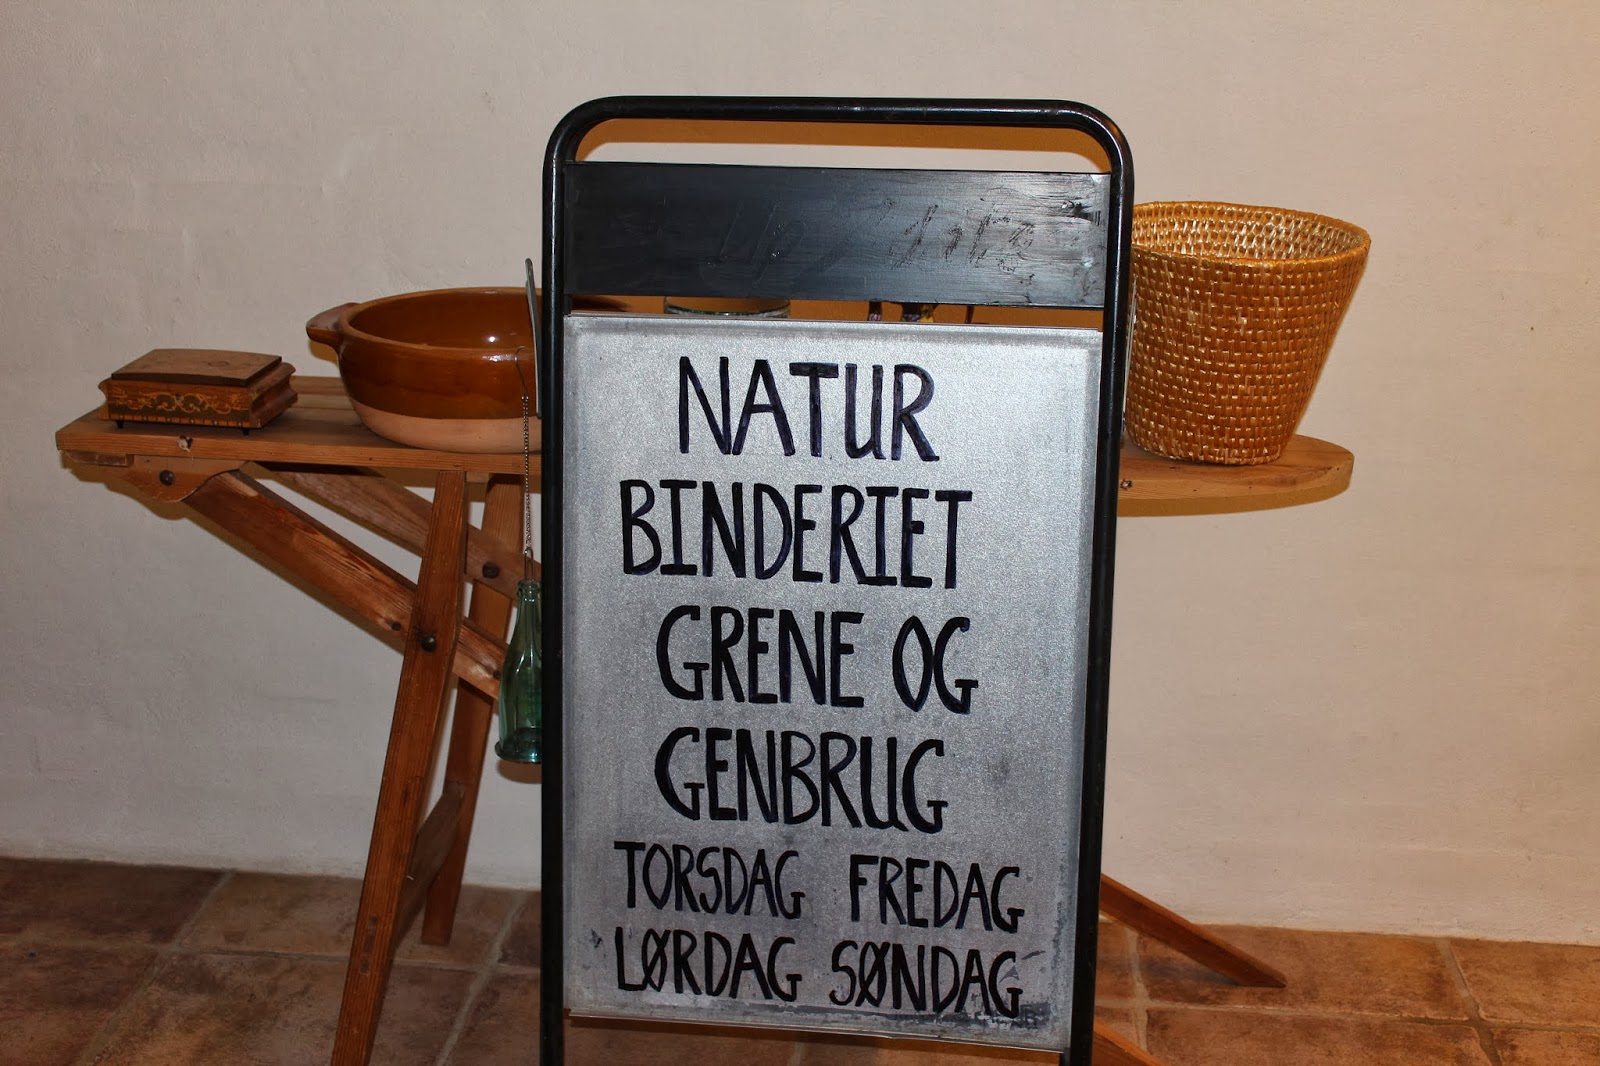 NATUR
BINDERIET
GRENE OG
GENBRUG
TORSDAG FREDAG
LØRDAG SØNDAG